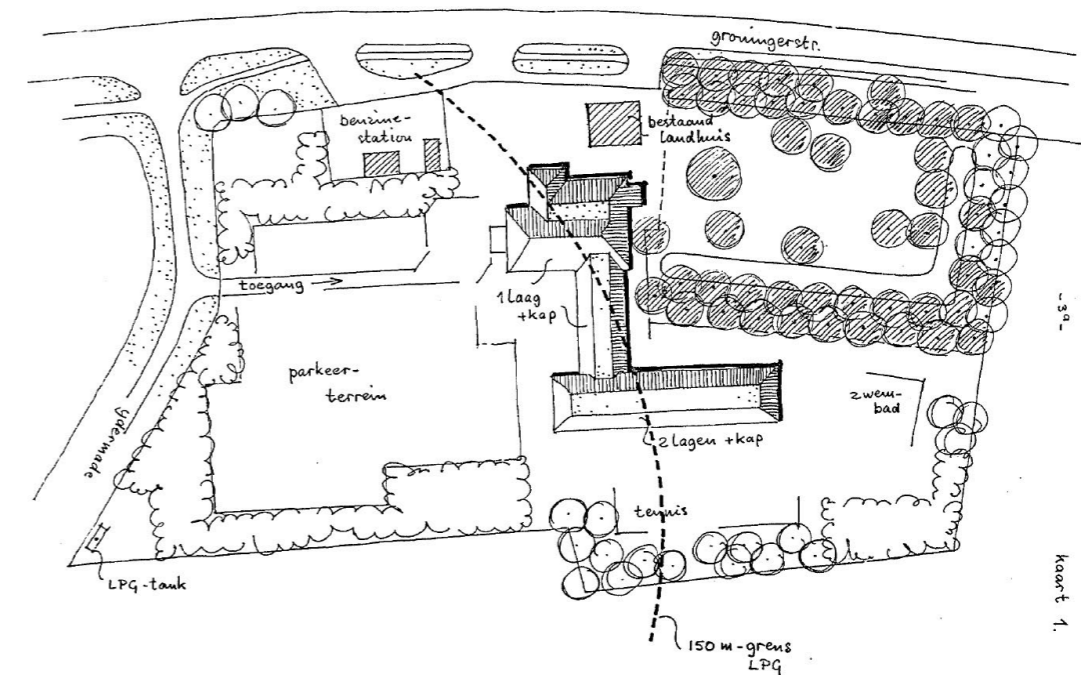 groningerstr.
benzine-
station
bestaand
landhuis
toegang
1 laag
+ kap
parkeer-
terrein
zwem-
bad
ydermade
2 lagen + kap
tennis
LPG-tank
150 m-grens
LPG
-3a-
kaart 1.